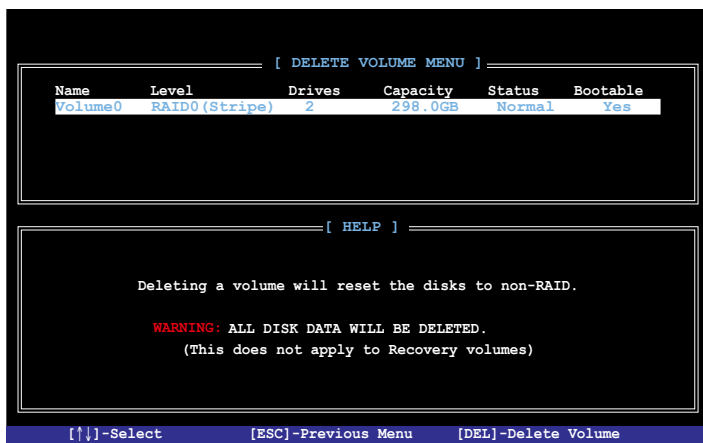 [ DELETE VOLUME MENU ]
Name Level Drives Capacity Status Bootable
Volume0 RAID0(Stripe) 2 298.0GB Normal Yes
[ HELP ]
Deleting a volume will reset the disks to non-RAID.
WARNING: ALL DISK DATA WILL BE DELETED.
(This does not apply to Recovery volumes)
[↑↓]-Select [ESC]-Previous Menu [DEL]-Delete Volume